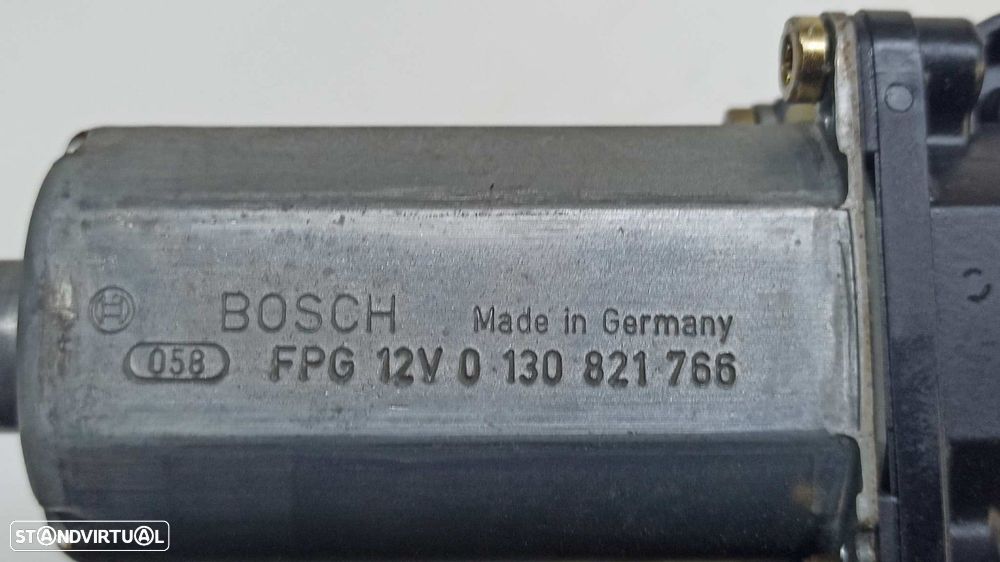 BOSCH Made in Germany
058 FPG 12V 0 130 821 766
STANDVIRTUAL